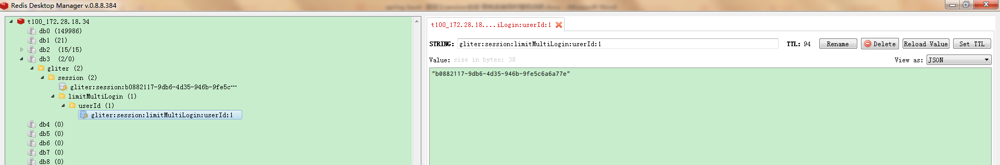 Redis Desktop Manager v.0.8.8.384
t100_172.28.18.34
db0 (149986)
db1 (21)
db2 (15/15)
db3 (2/0)
gliter (2)
session (2)
gliter:session:b0882117-9db6-4d35-946b-9fe5c…
limitMultiLogin (1)
userId (1)
gliter:session:limitMultiLogin:userId:1
db4 (0)
db5 (0)
db6 (0)
db7 (0)
db8 (0)
t100_172.28.18....iLogin:userId:1
STRING: gliter:session:limitMultiLogin:userId:1 TTL: 94 Rename Delete Reload Value Set TTL
Value: size in bytes: 38 View as: JSON
"b0882117-9db6-4d35-946b-9fe5c6a6a77e"